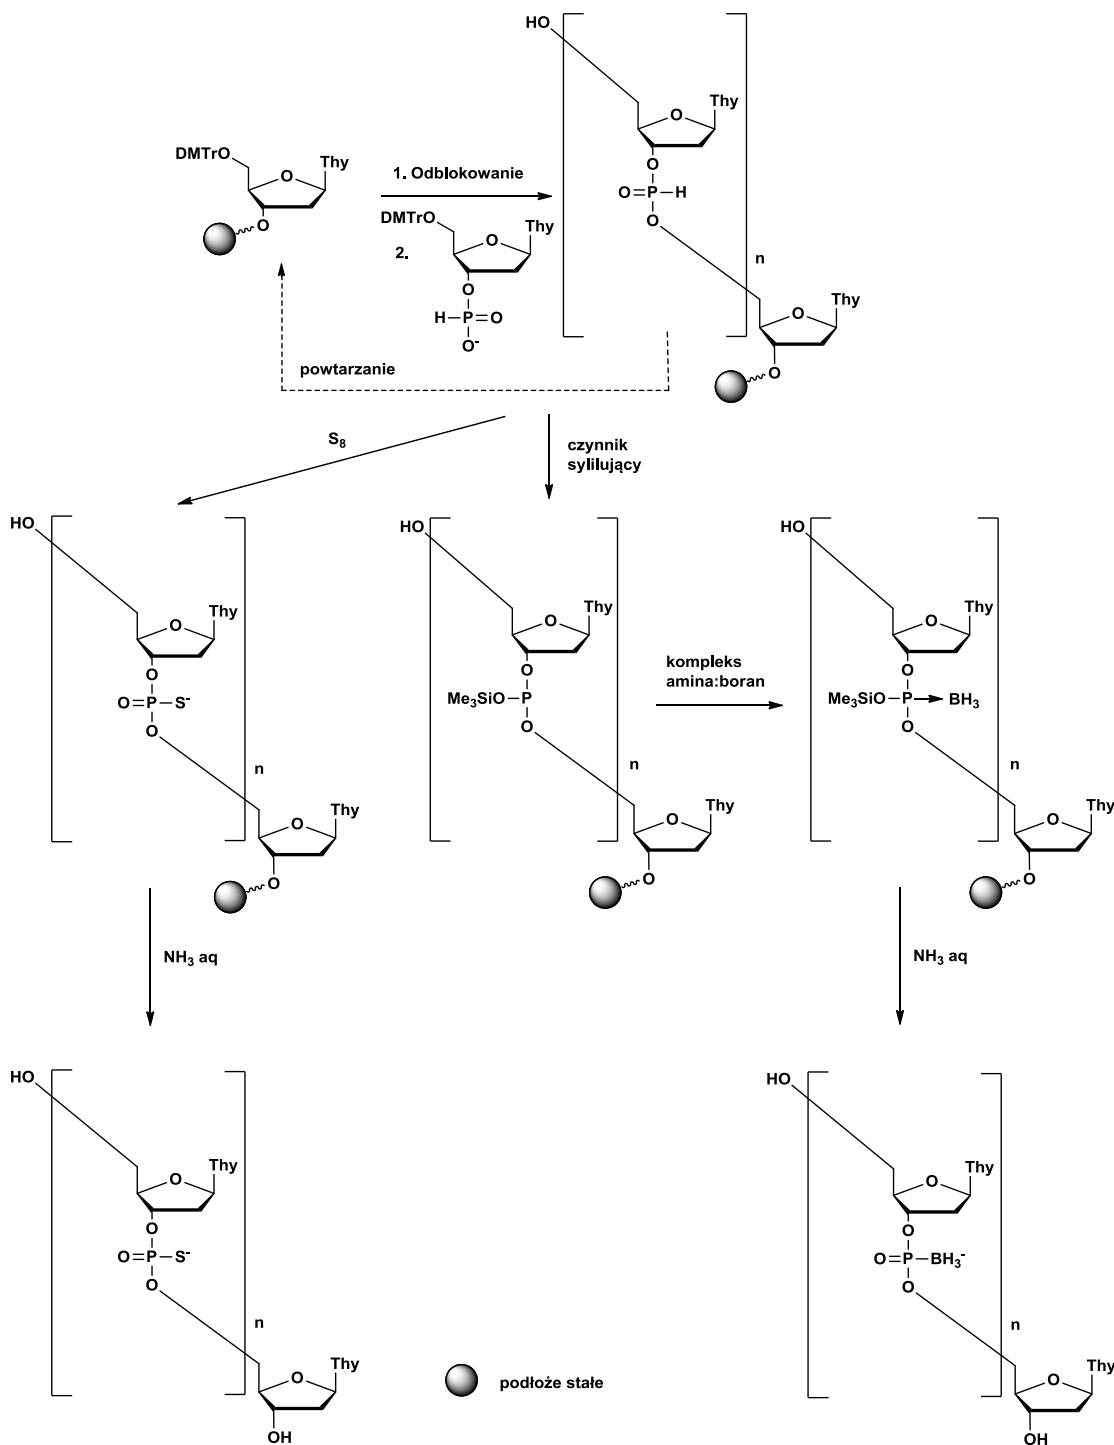 HO
Thy
O
O
O=P-H
O
n
Thy
O
O
DMTrO
Thy
O
O
1. Odblokowanie
2.
DMTrO
Thy
O
O
H-P=O
O-
powtarzanie
S8
czynnik
sylilujący
HO
Thy
O
O
O=P-S-
O
n
Thy
O
O
HO
Thy
O
O
Me3SiO-P
O
n
Thy
O
O
kompleks
amina:boran
HO
Thy
O
O
Me3SiO-P→BH3
O
n
Thy
O
O
NH3 aq
NH3 aq
HO
Thy
O
O
O=P-S-
O
n
Thy
O
OH
podłoże stałe
HO
Thy
O
O
O=P-BH3-
O
n
Thy
O
OH